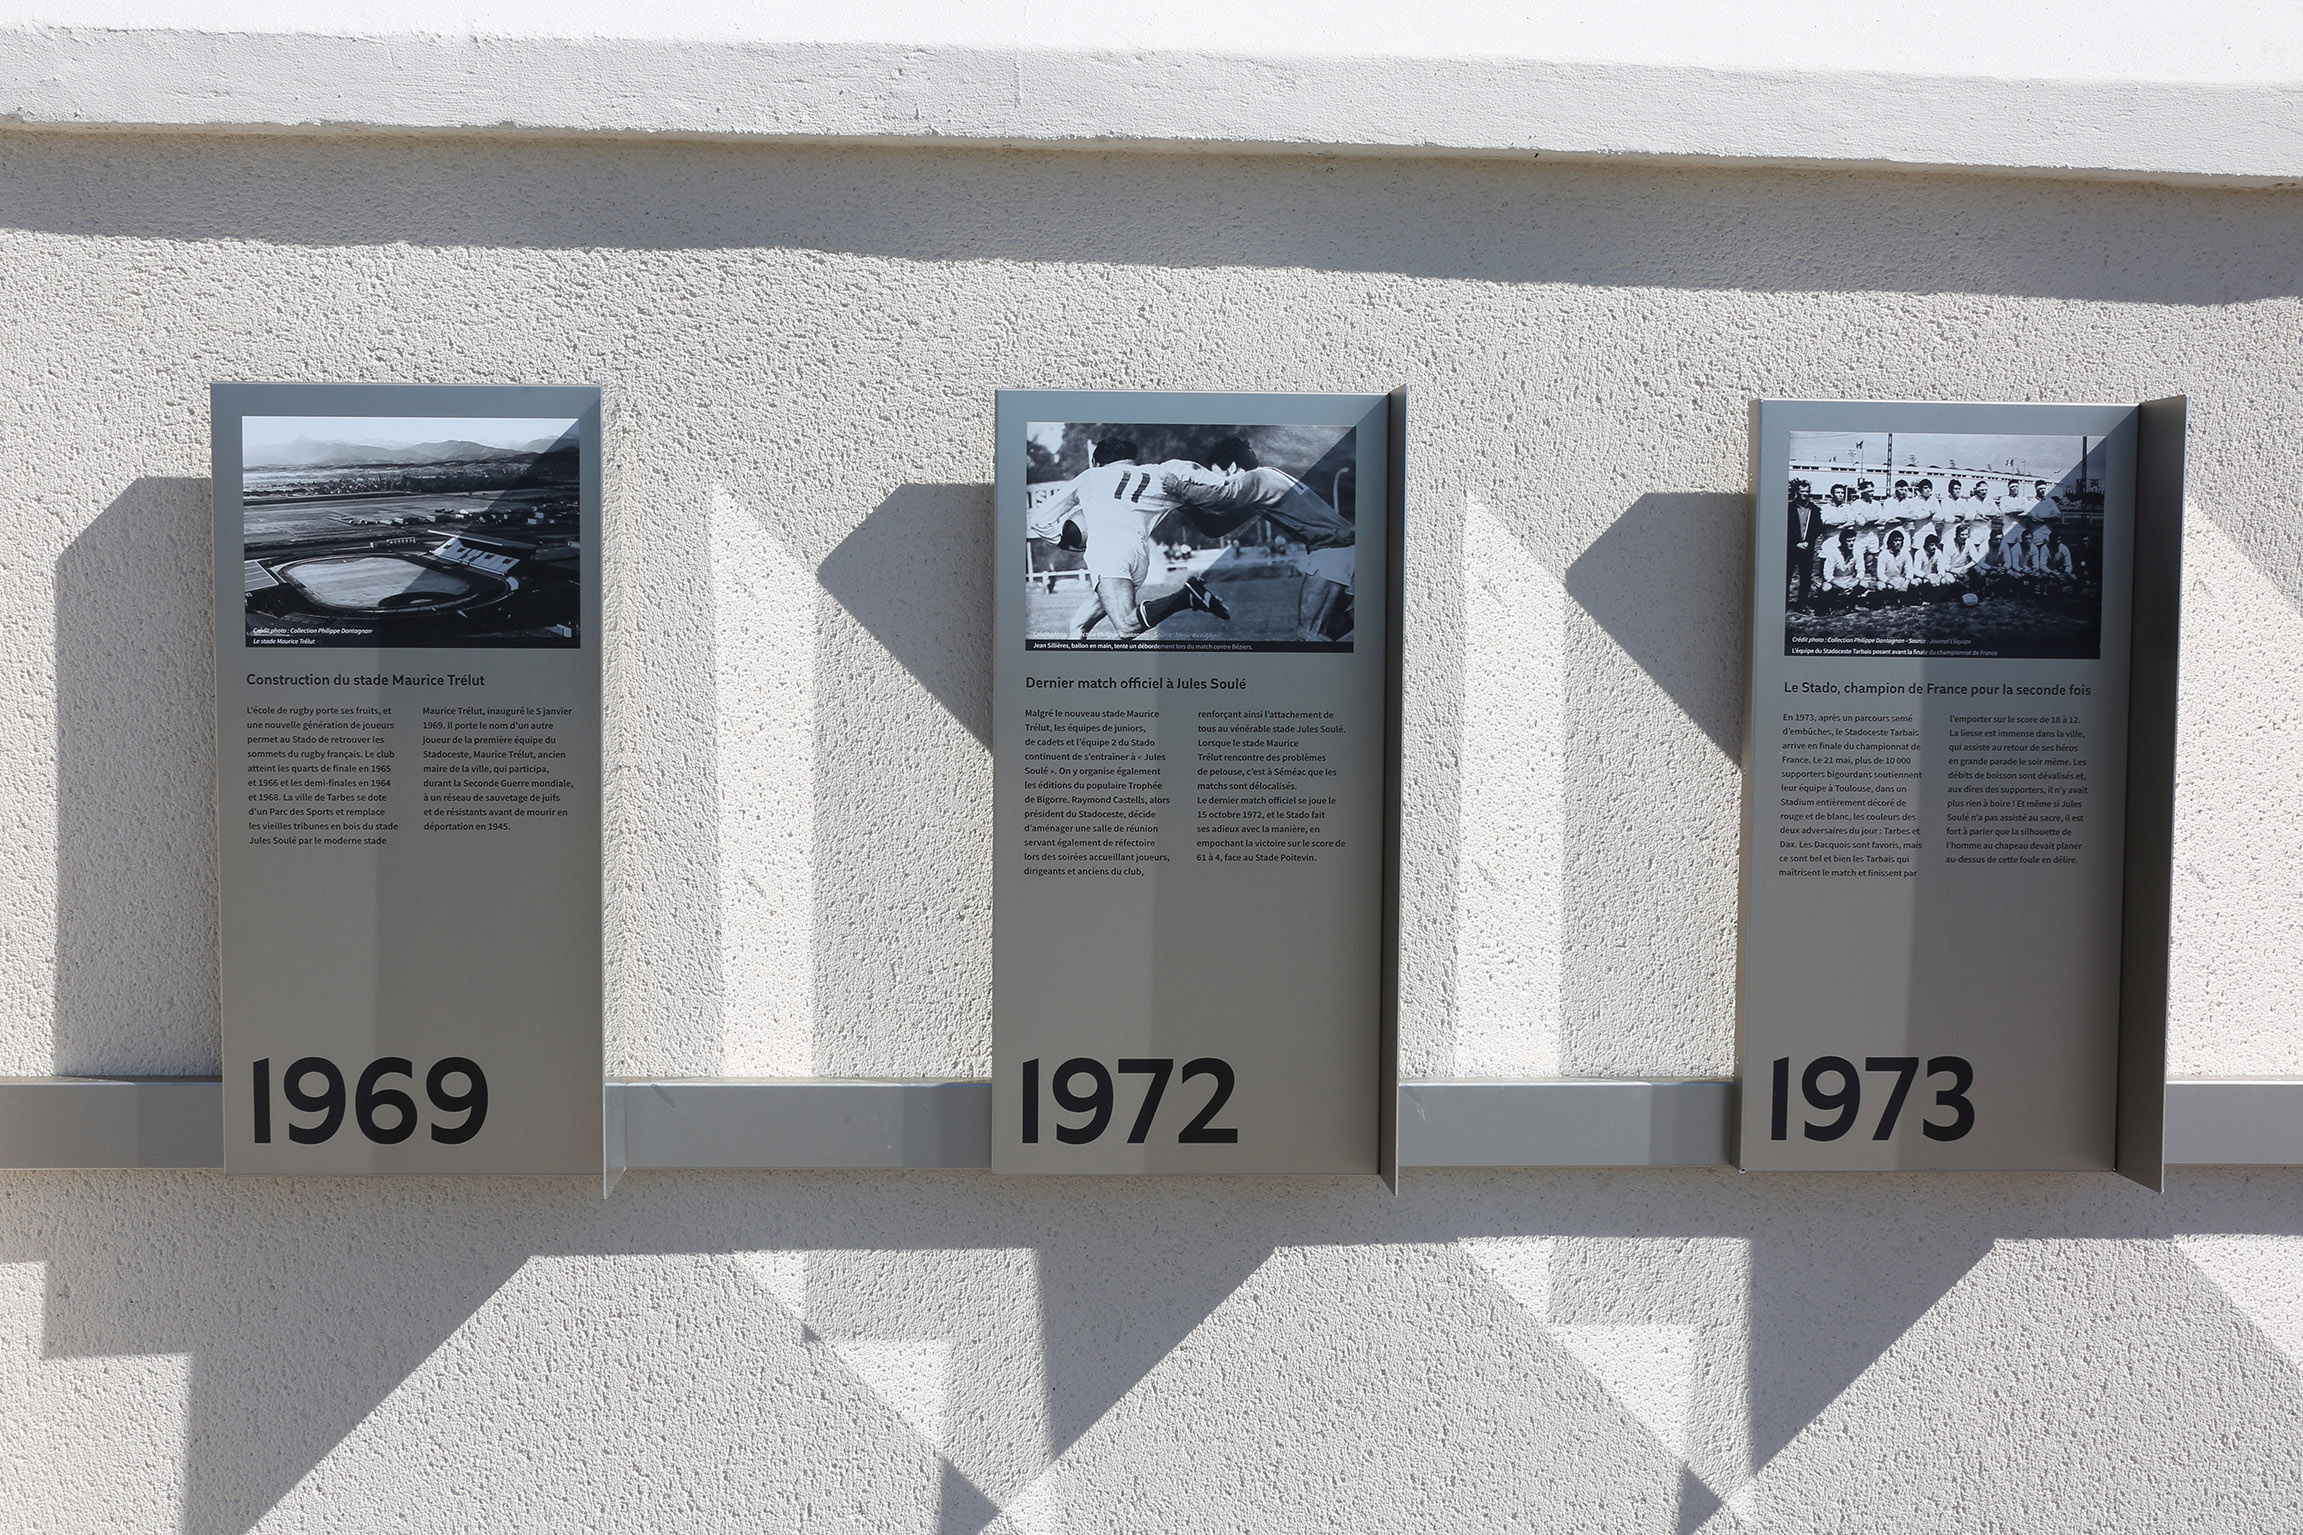 Crédit photo : Collection Philippe Dantagnan
Le stade Maurice Trélut
Construction du stade Maurice Trélut
L'école de rugby porte ses fruits, et
une nouvelle génération de joueurs
permet au Stado de retrouver les
sommets du rugby français. Le club
atteint les quarts de finale en 1965
et 1966 et les demi-finales en 1964
et 1968. La ville de Tarbes se dote
d'un Parc des Sports et remplace
les vieilles tribunes en bois du stade
Jules Soulé par le moderne stade
Maurice Trélut, inauguré le 5 janvier
1969. Il porte le nom d'un autre
joueur de la première équipe du
Stadoceste, Maurice Trélut, ancien
maire de la ville, qui participa,
durant la Seconde Guerre mondiale,
à un réseau de sauvetage de juifs
et de résistants avant de mourir en
déportation en 1945.
1969
11
Jean Sillières, ballon en main, tente un débordement lors du match contre Béziers.
Dernier match officiel à Jules Soulé
Malgré le nouveau stade Maurice
Trélut, les équipes de juniors,
de cadets et l'équipe 2 du Stado
continuent de s'entrainer à « Jules
Soulé ». On y organise également
les éditions du populaire Trophée
de Bigorre. Raymond Castells, alors
président du Stadoceste, décide
d'aménager une salle de réunion
servant également de réfectoire
lors des soirées accueillant joueurs,
dirigeants et anciens du club,
renforçant ainsi l'attachement de
tous au vénérable stade Jules Soulé.
Lorsque le stade Maurice
Trélut rencontre des problèmes
de pelouse, c'est à Séméac que les
matchs sont délocalisés.
Le dernier match officiel se joue le
15 octobre 1972, et le Stado fait
ses adieux avec la manière, en
empochant la victoire sur le score de
61 à 4, face au Stade Poitevin.
1972
Crédit photo : Collection Philippe Dantagnan - Source : Journal L'équipe
L'équipe du Stadoceste Tarbais posant avant la finale du championnat de France
Le Stado, champion de France pour la seconde fois
En 1973, après un parcours semé
d'embûches, le Stadoceste Tarbais
arrive en finale du championnat de
France. Le 21 mai, plus de 10 000
supporters bigourdans soutiennent
leur équipe à Toulouse, dans un
Stadium entièrement décoré de
rouge et de blanc, les couleurs des
deux adversaires du jour : Tarbes et
Dax. Les Dacquois sont favoris, mais
ce sont bel et bien les Tarbais qui
maîtrisent le match et finissent par
l'emporter sur le score de 18 à 12.
La liesse est immense dans la ville,
qui assiste au retour de ses héros
en grande parade le soir même. Les
débits de boisson sont dévalisés et,
aux dires des supporters, il n'y avait
plus rien à boire ! Et même si Jules
Soulé n'a pas assisté au sacre, il est
fort à parier que la silhouette de
l'homme au chapeau devait planer
au-dessus de cette foule en délire.
1973